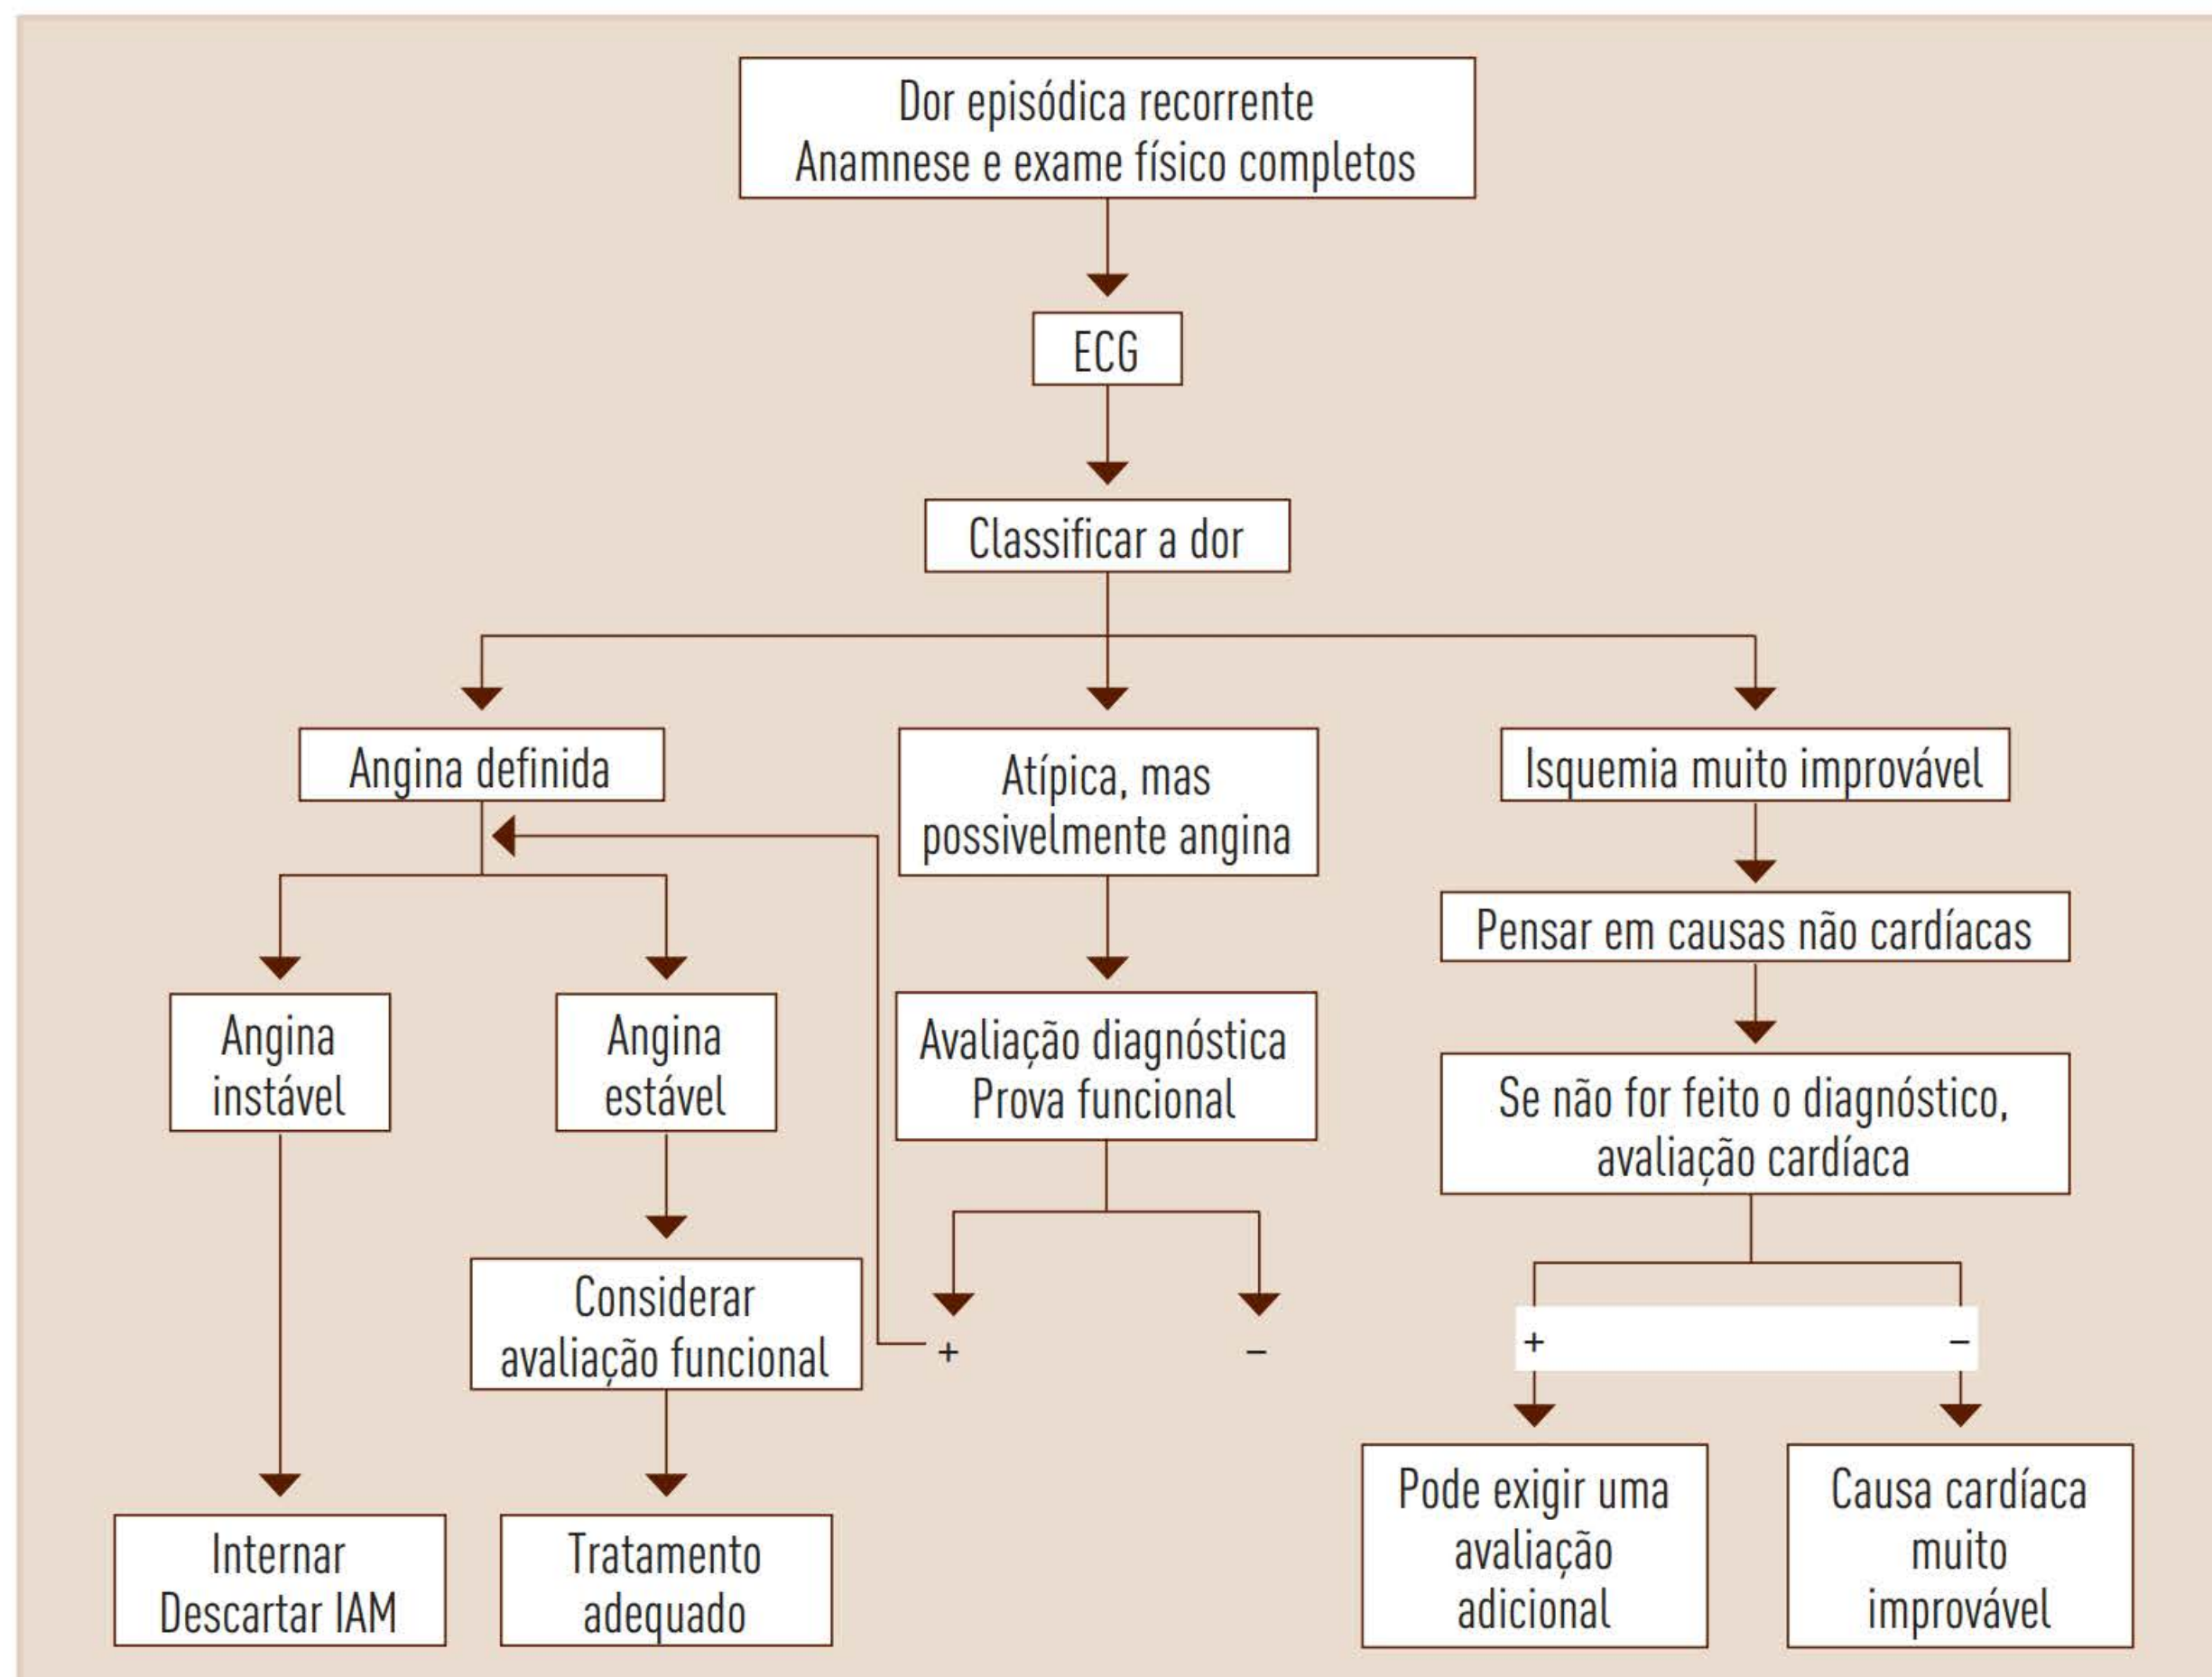 Dor episódica recorrente
Anamnese e exame físico completos
ECG
Classificar a dor
Angina definida
Atípica, mas
possivelmente angina
Isquemia muito improvável
Pensar em causas não cardíacas
Angina
instável
Angina
estável
Avaliação diagnóstica
Prova funcional
Se não for feito o diagnóstico,
avaliação cardíaca
Considerar
avaliação funcional
+
–
+
–
Internar
Descartar IAM
Tratamento
adequado
Pode exigir uma
avaliação
adicional
Causa cardíaca
muito
improvável